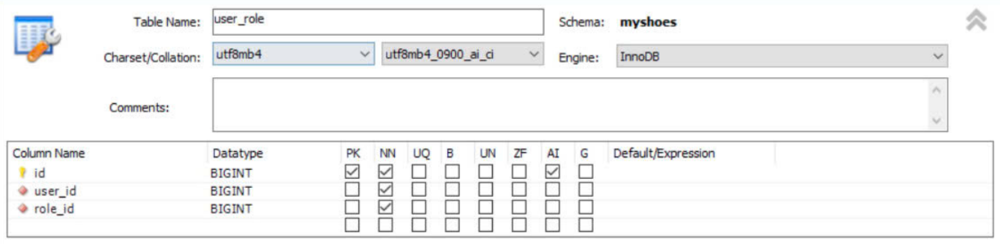 Table Name: user_role Schema: myshoes
Charset/Collation: utf8mb4 utf8mb4_0900_ai_ci Engine: InnoDB
Comments:
Column Name Datatype PK NN UQ B UN ZF AI G Default/Expression
id BIGINT
user_id BIGINT
role_id BIGINT